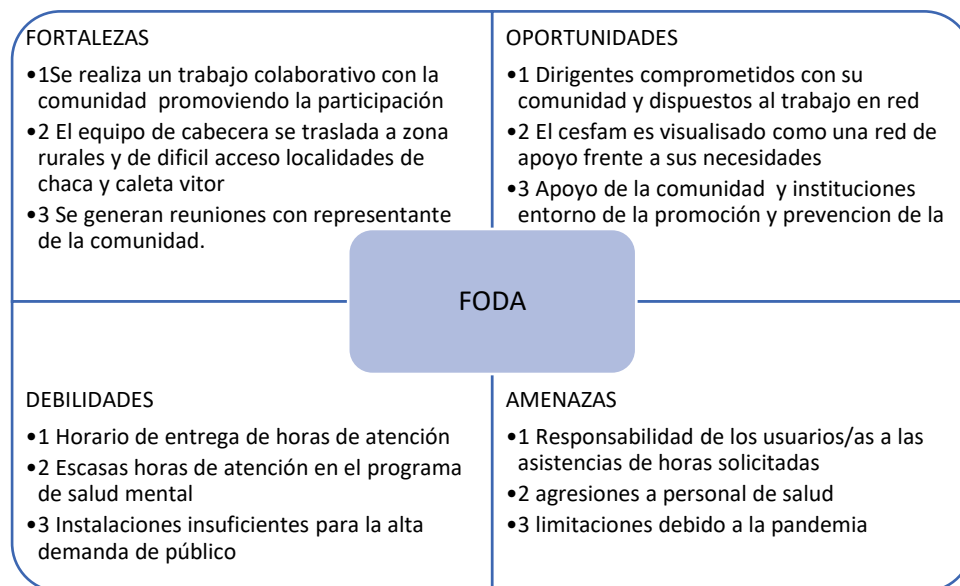 FORTALEZAS
•1Se realiza un trabajo colaborativo con la
comunidad promoviendo la participación
•2 El equipo de cabecera se traslada a zona
rurales y de dificil acceso localidades de
chaca y caleta vitor
•3 Se generan reuniones con representante
de la comunidad.
OPORTUNIDADES
•1 Dirigentes comprometidos con su
comunidad y dispuestos al trabajo en red
•2 El cesfam es visualisado como una red de
apoyo frente a sus necesidades
•3 Apoyo de la comunidad y instituciones
entorno de la promoción y prevencion de la
FODA
DEBILIDADES
•1 Horario de entrega de horas de atención
•2 Escasas horas de atención en el programa
de salud mental
•3 Instalaciones insuficientes para la alta
demanda de público
AMENAZAS
•1 Responsabilidad de los usuarios/as a las
asistencias de horas solicitadas
•2 agresiones a personal de salud
•3 limitaciones debido a la pandemia